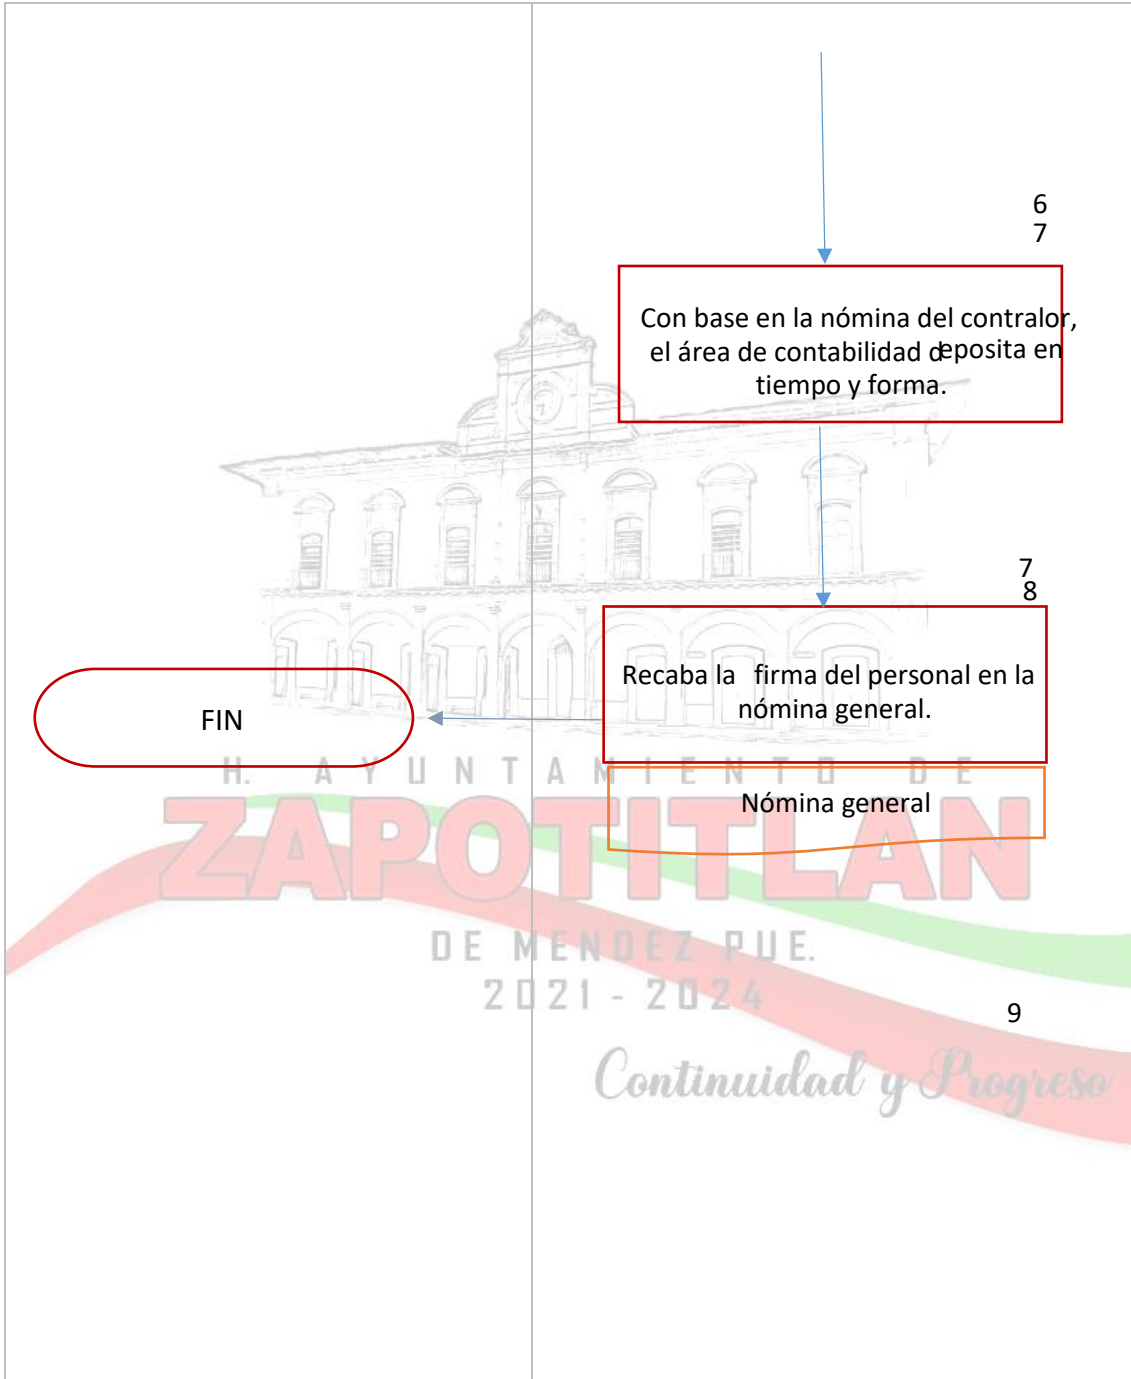 6
7
Con base en la nómina del contralor,
el área de contabilidad deposita en
tiempo y forma.
7
8
Recaba la firma del personal en la
nómina general.
FIN
Nómina general
H. AYUNTAMIENTO DE
ZAPOTITLAN
DE MENDEZ PUE.
2021 - 2024
9
Continuidad y Progreso